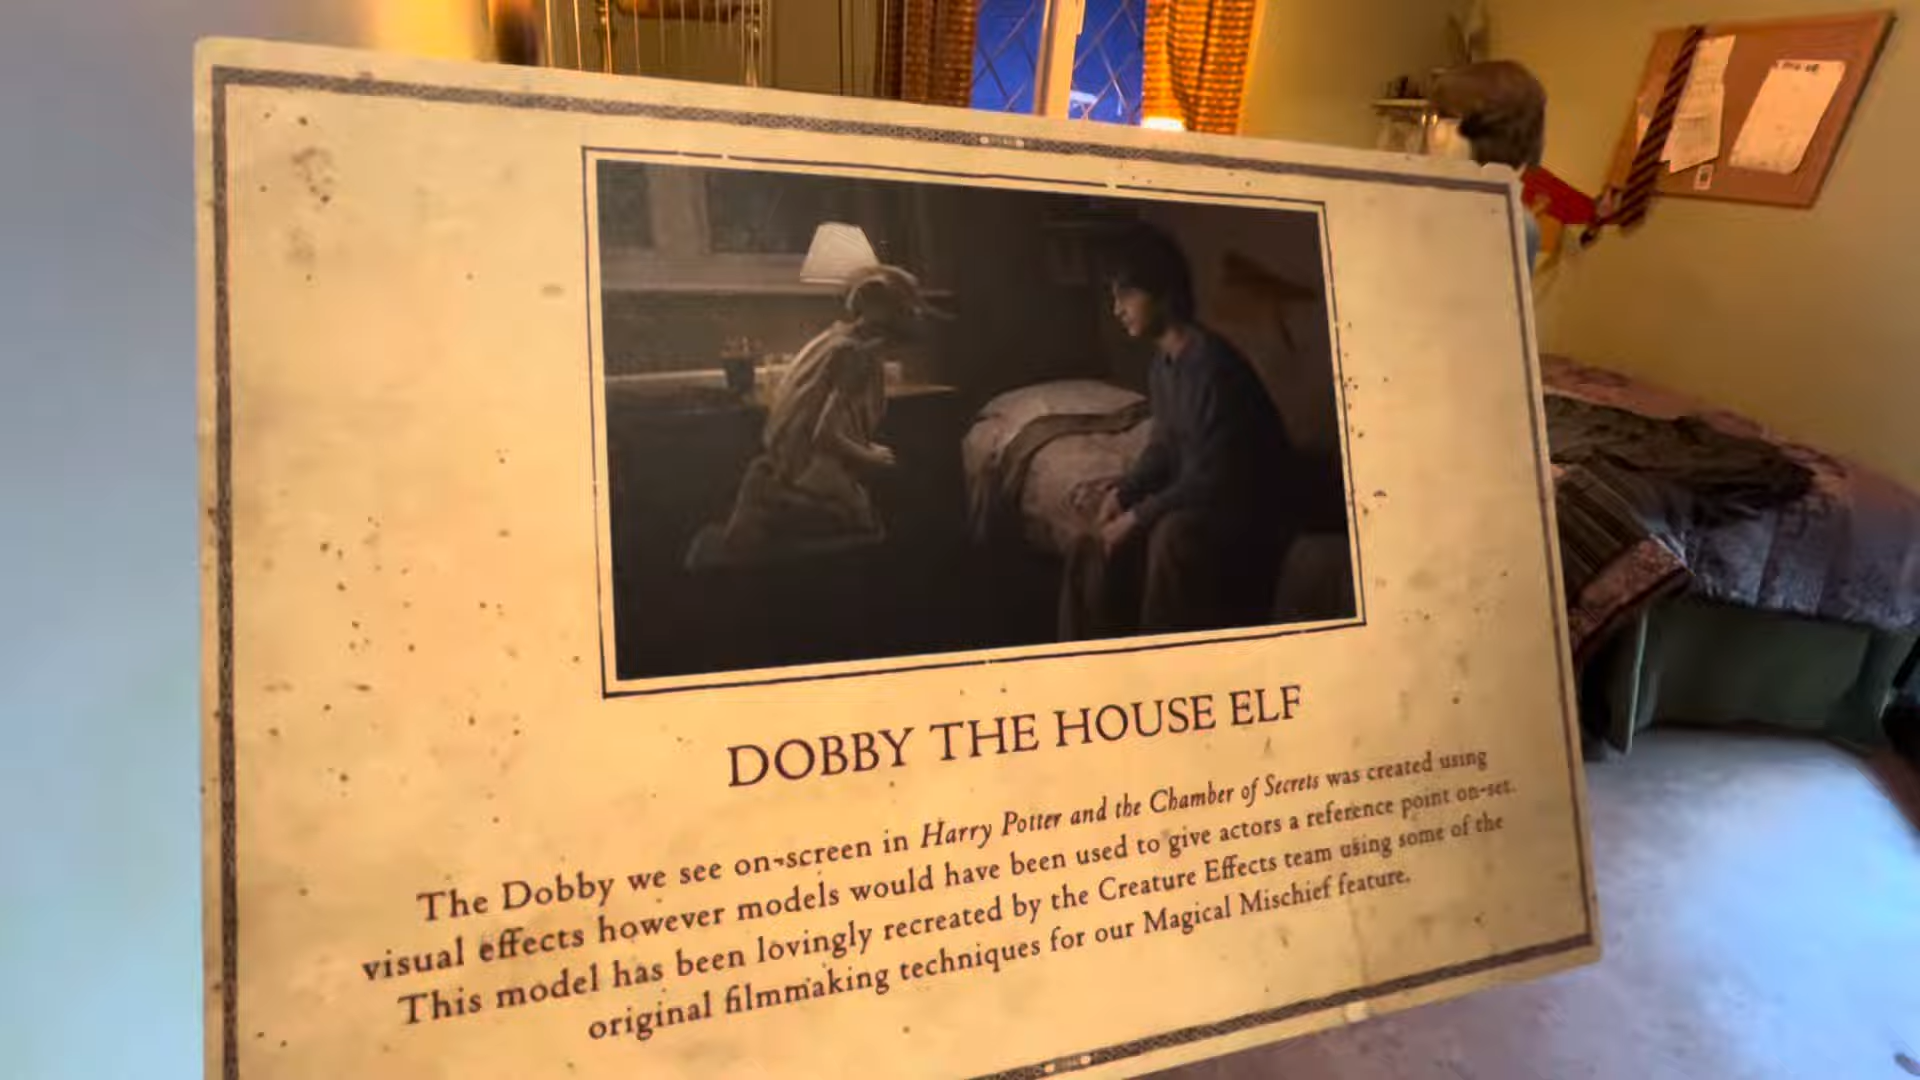 DOBBY THE HOUSE ELF
The Dobby we see on-screen in Harry Potter and the Chamber of Secrets was created using
visual effects however models would have been used to give actors a reference point on-set.
This model has been lovingly recreated by the Creature Effects team using some of the
original filmmaking techniques for our Magical Mischief feature.